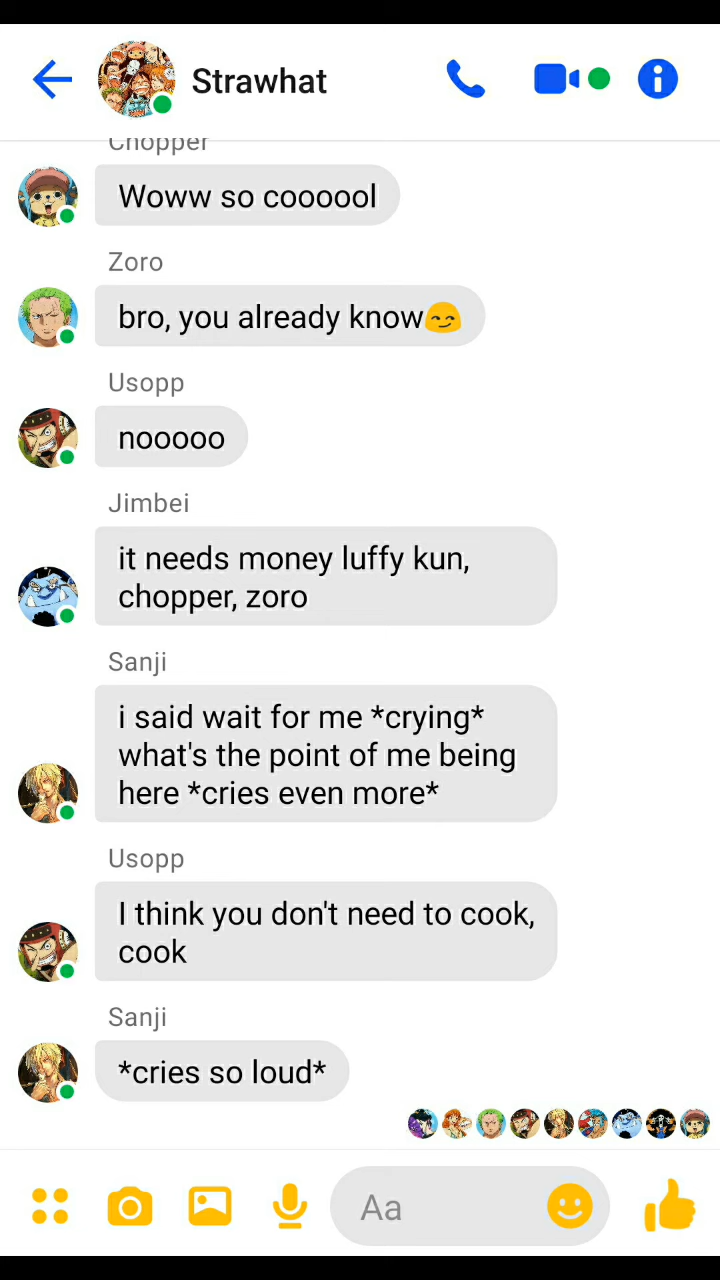 Strawhat
Chopper
Woww so coooool
Zoro
bro, you already know😏
Usopp
nooooo
Jimbei
it needs money luffy kun,
chopper, zoro
Sanji
i said wait for me *crying*
what's the point of me being
here *cries even more*
Usopp
I think you don't need to cook,
cook
Sanji
*cries so loud*
Aa